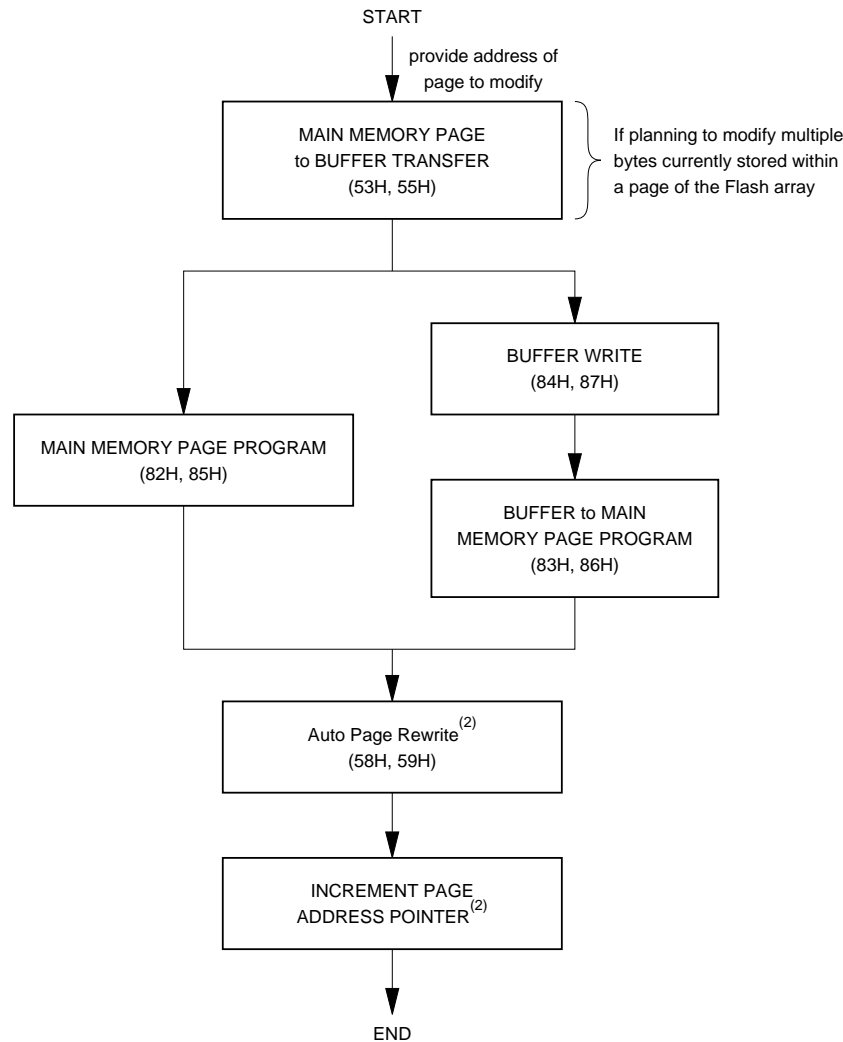 START
provide address of
page to modify
MAIN MEMORY PAGE
to BUFFER TRANSFER
(53H, 55H)
If planning to modify multiple
bytes currently stored within
a page of the Flash array
BUFFER WRITE
(84H, 87H)
MAIN MEMORY PAGE PROGRAM
(82H, 85H)
BUFFER to MAIN
MEMORY PAGE PROGRAM
(83H, 86H)
Auto Page Rewrite(2)
(58H, 59H)
INCREMENT PAGE
ADDRESS POINTER(2)
END